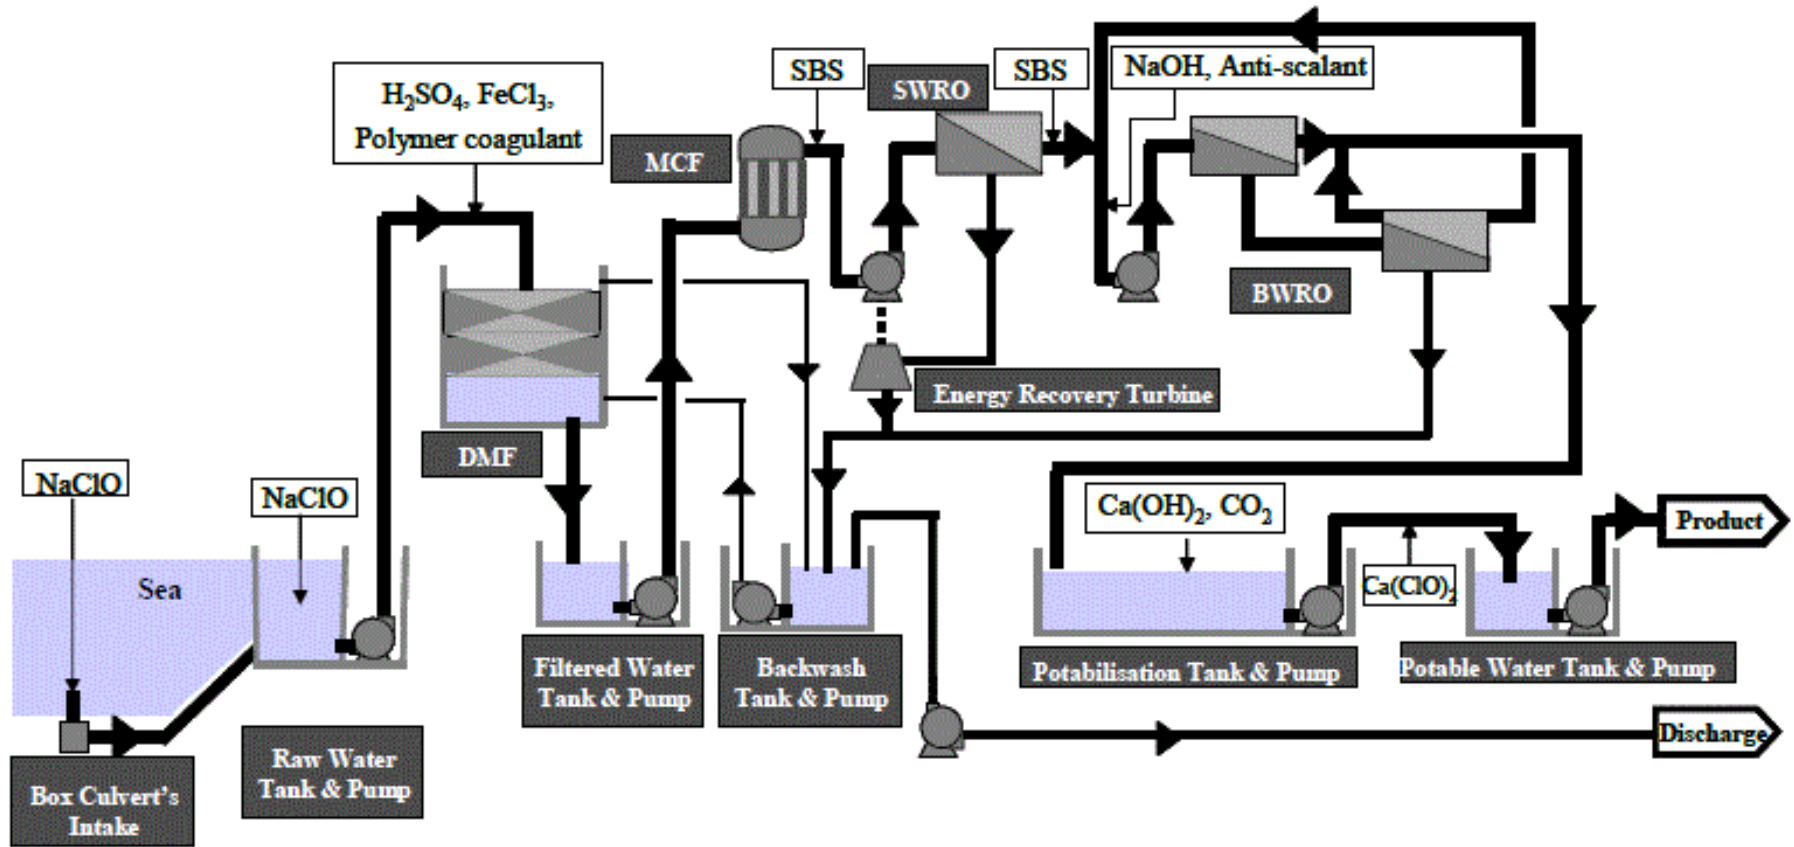 SBS
SWRO
SBS
NaOH, Anti-scalant
H₂SO₄, FeCl₃,
Polymer coagulant
MCF
BWRO
Energy Recovery Turbine
DMF
NaClO
NaClO
Ca(OH)₂, CO₂
Product
Sea
Ca(ClO)₂
Filtered Water
Tank & Pump
Backwash
Tank & Pump
Potabilisation Tank & Pump
Potable Water Tank & Pump
Discharge
Raw Water
Tank & Pump
Box Culvert's
Intake